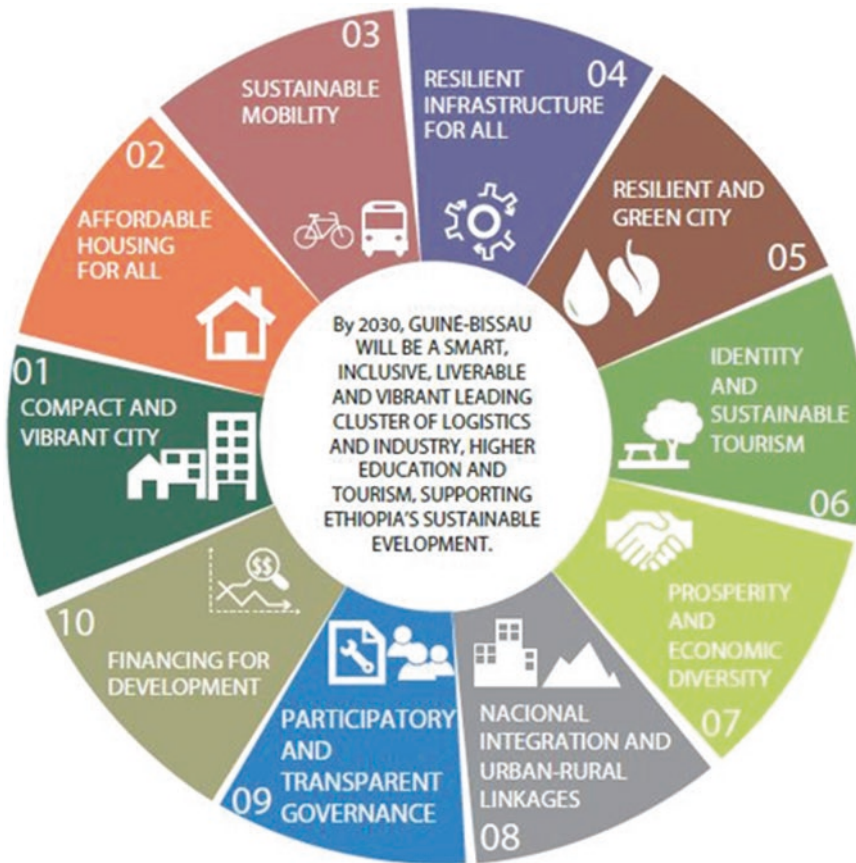 01
COMPACT AND
VIBRANT CITY
02
AFFORDABLE
HOUSING
FOR ALL
03
SUSTAINABLE
MOBILITY
04
RESILIENT
INFRASTRUCTURE
FOR ALL
RESILIENT AND
GREEN CITY
05
IDENTITY
AND
SUSTAINABLE
TOURISM
06
PROSPERITY
AND
ECONOMIC
DIVERSITY
07
NACIONAL
INTEGRATION AND
URBAN-RURAL
LINKAGES
08
PARTICIPATORY
AND
TRANSPARENT
GOVERNANCE
09
$$
10
FINANCING FOR
DEVELOPMENT
By 2030, GUINÉ-BISSAU
WILL BE A SMART,
INCLUSIVE, LIVERABLE
AND VIBRANT LEADING
CLUSTER OF LOGISTICS
AND INDUSTRY, HIGHER
EDUCATION AND
TOURISM, SUPPORTING
ETHIOPIA'S SUSTAINABLE
EVELOPMENT.